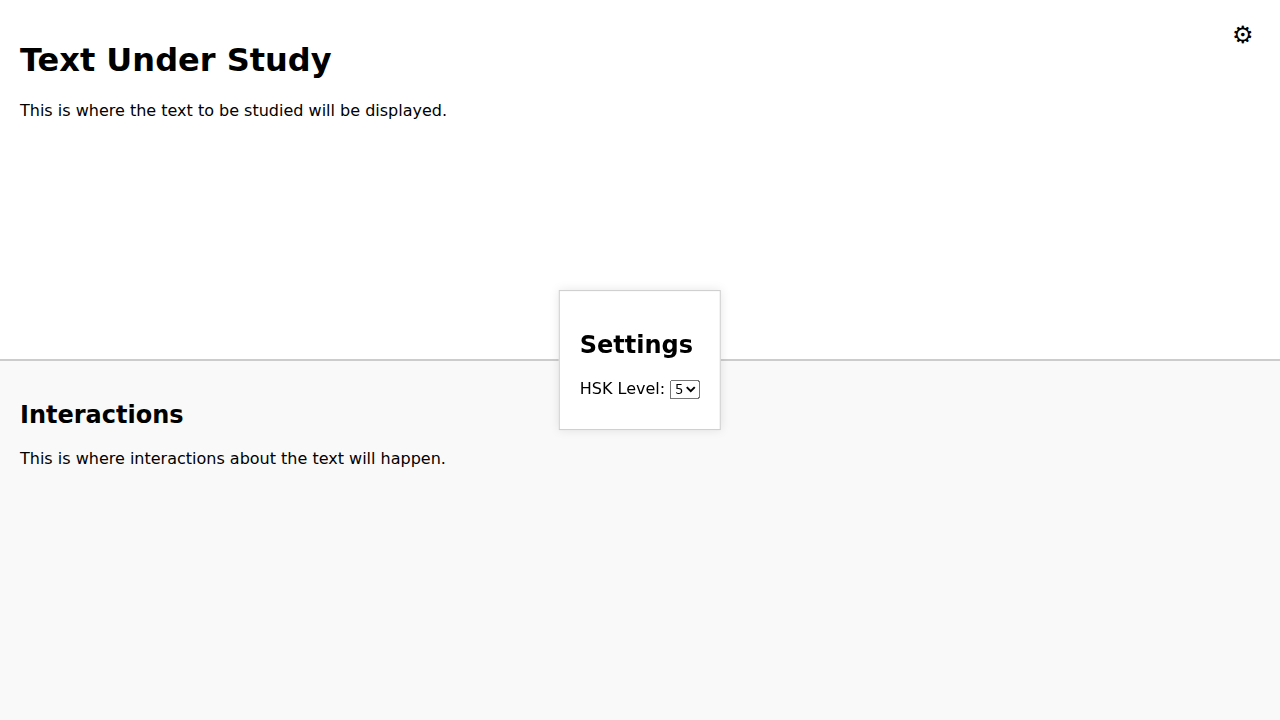 Text Under Study
This is where the text to be studied will be displayed.
Settings
HSK Level: 5
Interactions
This is where interactions about the text will happen.